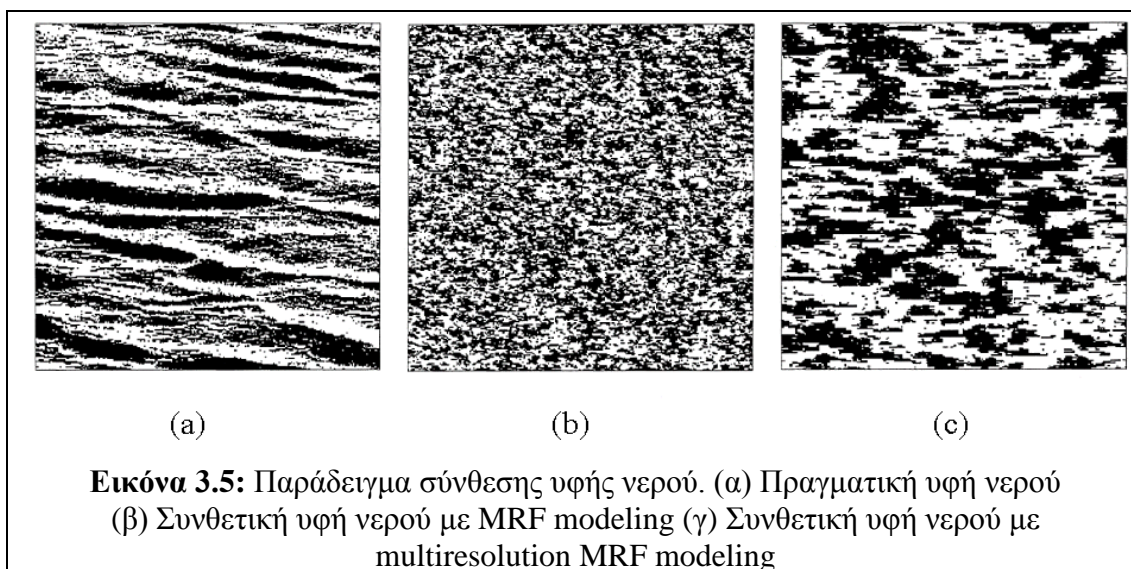 (a) (b) (c)
Εικόνα 3.5: Παράδειγμα σύνθεσης υφής νερού. (α) Πραγματική υφή νερού
(β) Συνθετική υφή νερού με MRF modeling (γ) Συνθετική υφή νερού με
multiresolution MRF modeling